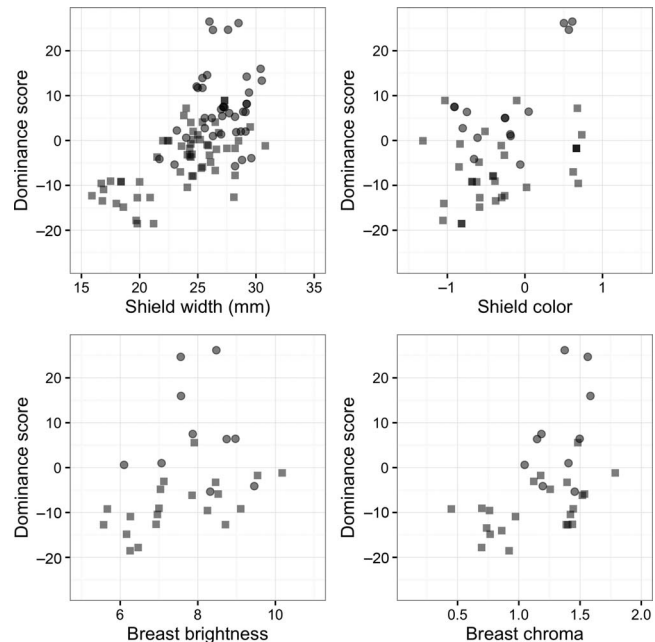 Dominance score
20
10
0
−10
−20
15 20 25 30 35
Shield width (mm)
Dominance score
20
10
0
−10
−20
−1 0 1
Shield color
Dominance score
20
10
0
−10
−20
6 8 10
Breast brightness
Dominance score
20
10
0
−10
−20
0.5 1.0 1.5 2.0
Breast chroma